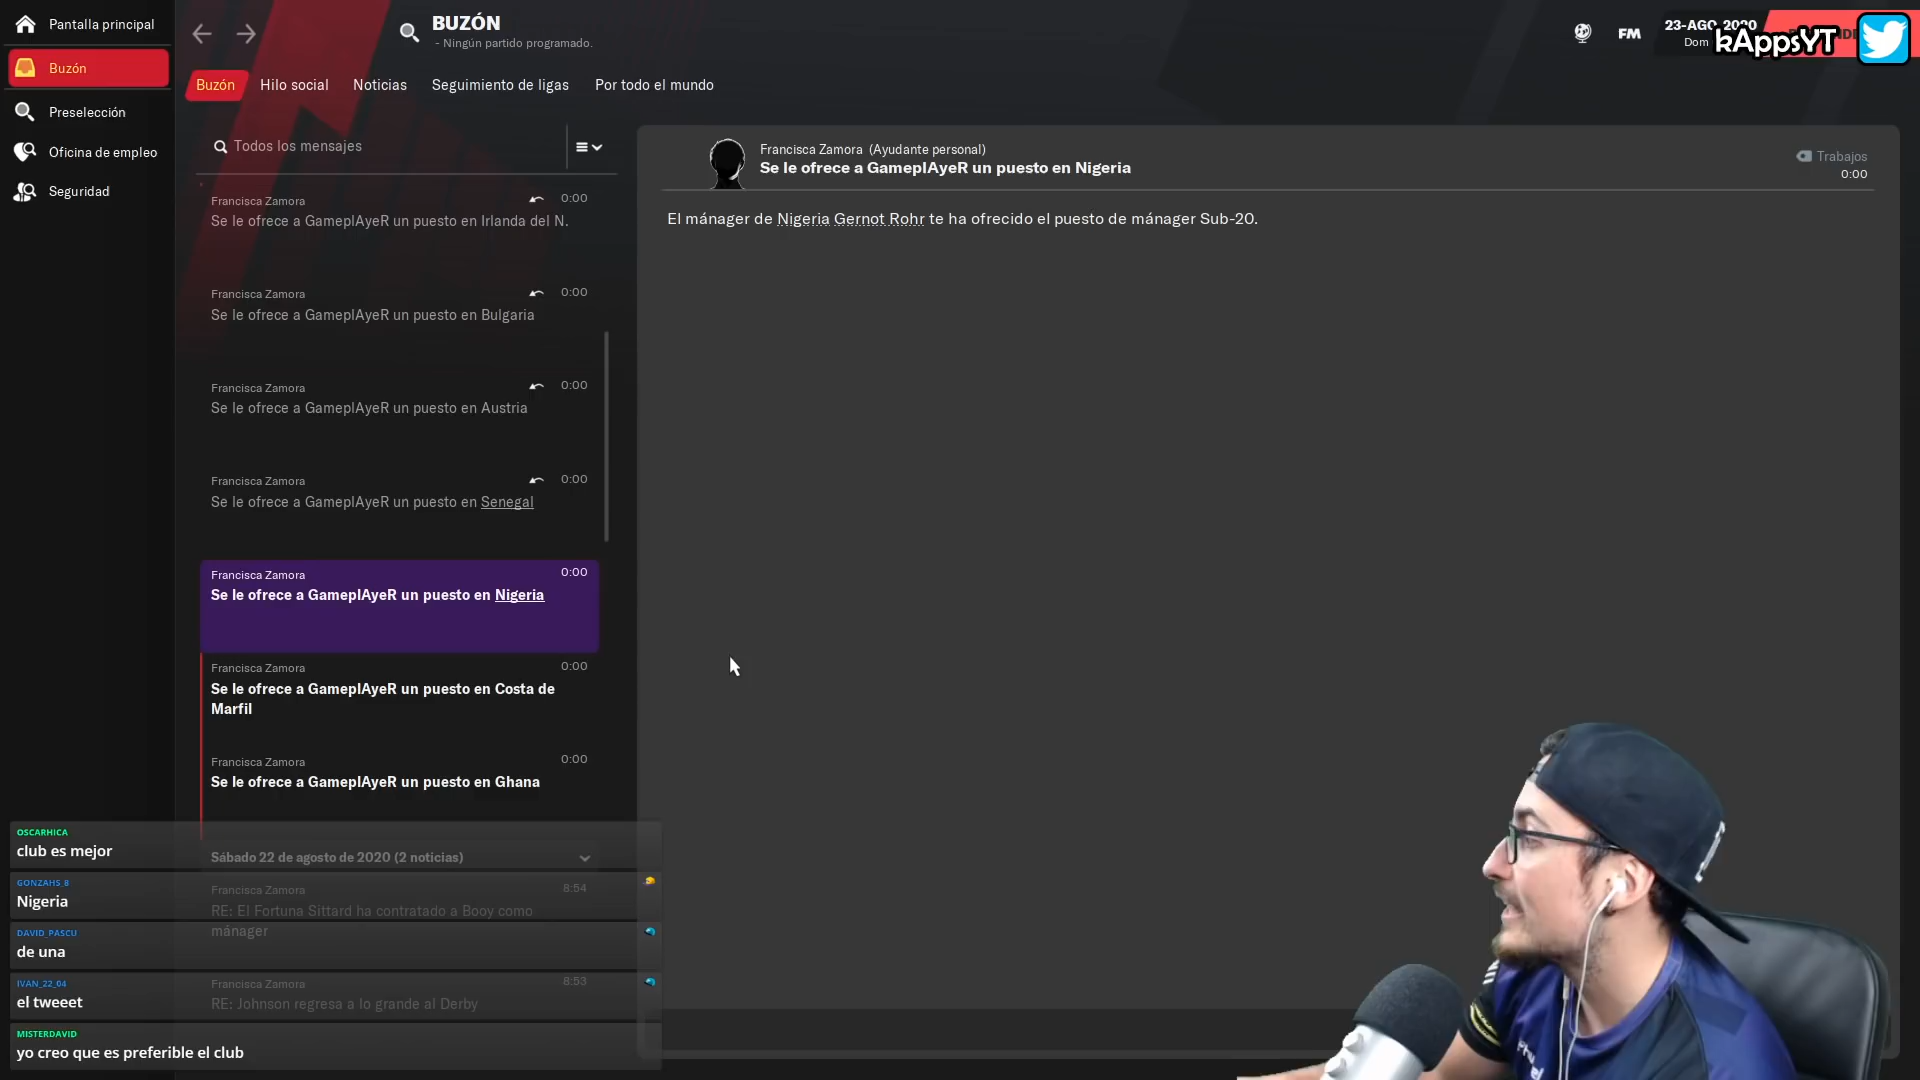 Pantalla principal
Buzón
Preselección
Oficina de empleo
Seguridad
BUZÓN
- Ningún partido programado.
FM
23-AGO 2020
Dom
kAppsYT
Buzón
Hilo social
Noticias
Seguimiento de ligas
Por todo el mundo
Todos los mensajes
Francisca Zamora
0:00
Se le ofrece a GameplAyeR un puesto en Irlanda del N.
Francisca Zamora
0:00
Se le ofrece a GameplAyeR un puesto en Bulgaria
Francisca Zamora
0:00
Se le ofrece a GameplAyeR un puesto en Austria
Francisca Zamora
0:00
Se le ofrece a GameplAyeR un puesto en Senegal
Francisca Zamora
0:00
Se le ofrece a GameplAyeR un puesto en Nigeria
Francisca Zamora
0:00
Se le ofrece a GameplAyeR un puesto en Costa de
Marfil
Francisca Zamora
0:00
Se le ofrece a GameplAyeR un puesto en Ghana
Sábado 22 de agosto de 2020 (2 noticias)
Francisca Zamora
8:54
RE: El Fortuna Sittard ha contratado a Booy como
mánager
Francisca Zamora
8:53
RE: Johnson regresa a lo grande al Derby
Francisca Zamora (Ayudante personal)
Se le ofrece a GameplAyeR un puesto en Nigeria
Trabajos
0:00
El mánager de Nigeria Gernot Rohr te ha ofrecido el puesto de mánager Sub-20.
OSCARHICA
club es mejor
GONZAHS_8
Nigeria
DAVID_PASCU
de una
IVAN_22_04
el tweeet
MISTERDAVID
yo creo que es preferible el club